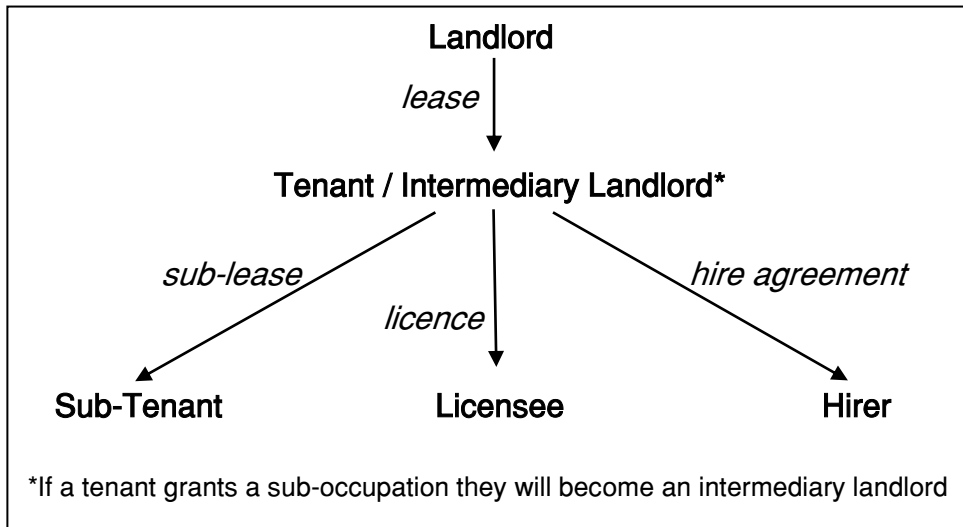 Landlord
lease
Tenant / Intermediary Landlord*
sub-lease
hire agreement
licence
Sub-Tenant
Licensee
Hirer
*If a tenant grants a sub-occupation they will become an intermediary landlord